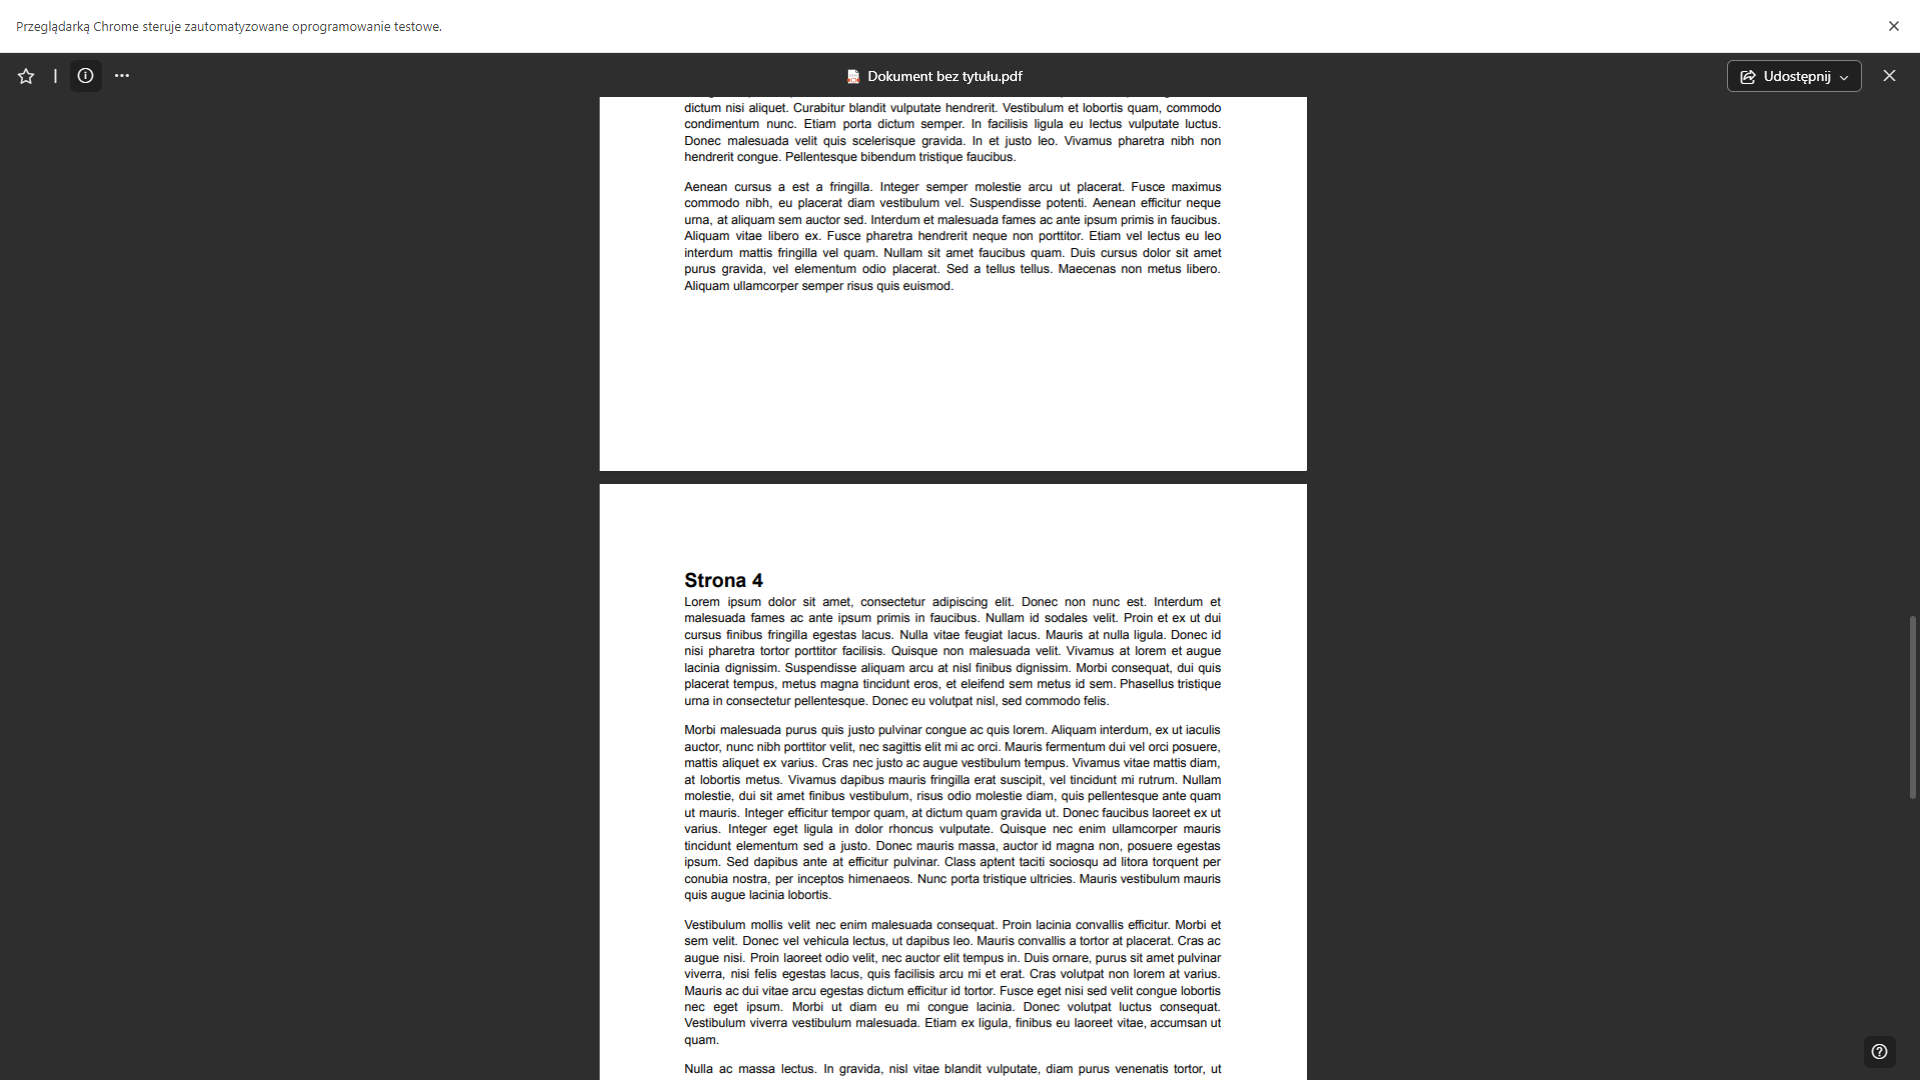 Przeglądarką Chrome steruje zautomatyzowane oprogramowanie testowe.
Dokument bez tytułu.pdf
Udostępnij
dictum nisi aliquet. Curabitur blandit vulputate hendrerit. Vestibulum et lobortis quam, commodo
condimentum nunc. Etiam porta dictum semper. In facilisis ligula eu lectus vulputate luctus.
Donec malesuada velit quis scelerisque gravida. In et justo leo. Vivamus pharetra nibh non
hendrerit congue. Pellentesque bibendum tristique faucibus.
Aenean cursus a est a fringilla. Integer semper molestie arcu ut placerat. Fusce maximus
commodo nibh, eu placerat diam vestibulum vel. Suspendisse potenti. Aenean efficitur neque
urna, at aliquam sem auctor sed. Interdum et malesuada fames ac ante ipsum primis in faucibus.
Aliquam vitae libero ex. Fusce pharetra hendrerit neque non porttitor. Etiam vel lectus eu leo
interdum mattis fringilla vel quam. Nullam sit amet faucibus quam. Duis cursus dolor sit amet
purus gravida, vel elementum odio placerat. Sed a tellus tellus. Maecenas non metus libero.
Aliquam ullamcorper semper risus quis euismod.
Strona 4
Lorem ipsum dolor sit amet, consectetur adipiscing elit. Donec non nunc est. Interdum et
malesuada fames ac ante ipsum primis in faucibus. Nullam id sodales velit. Proin et ex ut dui
cursus finibus fringilla egestas lacus. Nulla vitae feugiat lacus. Mauris at nulla ligula. Donec id
nisi pharetra tortor porttitor facilisis. Quisque non malesuada velit. Vivamus at lorem et augue
lacinia dignissim. Suspendisse aliquam arcu at nisl finibus dignissim. Morbi consequat, dui quis
placerat tempus, metus magna tincidunt eros, et eleifend sem metus id sem. Phasellus tristique
urna in consectetur pellentesque. Donec eu volutpat nisl, sed commodo felis.
Morbi malesuada purus quis justo pulvinar congue ac quis lorem. Aliquam interdum, ex ut iaculis
auctor, nunc nibh porttitor velit, nec sagittis elit mi ac orci. Mauris fermentum dui vel orci posuere,
mattis aliquet ex varius. Cras nec justo ac augue vestibulum tempus. Vivamus vitae mattis diam,
at lobortis metus. Vivamus dapibus mauris fringilla erat suscipit, vel tincidunt mi rutrum. Nullam
molestie, dui sit amet finibus vestibulum, risus odio molestie diam, quis pellentesque ante quam
ut mauris. Integer efficitur tempor quam, at dictum quam gravida ut. Donec faucibus laoreet ex ut
varius. Integer eget ligula in dolor rhoncus vulputate. Quisque nec enim ullamcorper mauris
tincidunt elementum sed a justo. Donec mauris massa, auctor id magna non, posuere egestas
ipsum. Sed dapibus ante at efficitur pulvinar. Class aptent taciti sociosqu ad litora torquent per
conubia nostra, per inceptos himenaeos. Nunc porta tristique ultricies. Mauris vestibulum mauris
quis augue lacinia lobortis.
Vestibulum mollis velit nec enim malesuada consequat. Proin lacinia convallis efficitur. Morbi et
sem velit. Donec vel vehicula lectus, ut dapibus leo. Mauris convallis a tortor at placerat. Cras ac
augue nisi. Proin laoreet odio velit, nec auctor elit tempus in. Duis ornare, purus sit amet pulvinar
viverra, nisi felis egestas lacus, quis facilisis arcu mi et erat. Cras volutpat non lorem at varius.
Mauris ac dui vitae arcu egestas dictum efficitur id tortor. Fusce eget nisi sed velit congue lobortis
nec eget ipsum. Morbi ut diam eu mi congue lacinia. Donec volutpat luctus consequat.
Vestibulum viverra vestibulum malesuada. Etiam ex ligula, finibus eu laoreet vitae, accumsan ut
quam.
Nulla ac massa lectus. In gravida, nisl vitae blandit vulputate, diam purus venenatis tortor, ut